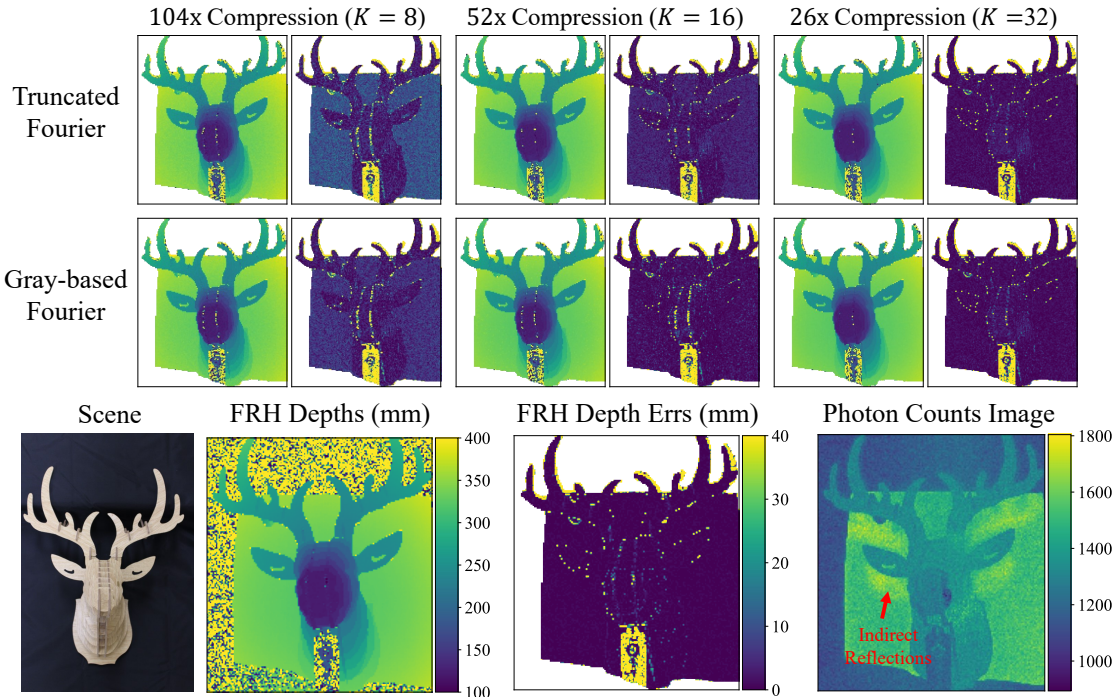 104x Compression (K = 8)
52x Compression (K = 16)
26x Compression (K =32)
Truncated
Fourier
Gray-based
Fourier
Scene
FRH Depths (mm)
FRH Depth Errs (mm)
Photon Counts Image
400
350
300
250
200
150
100
40
30
20
10
0
1800
1600
1400
1200
1000
Indirect
Reflections